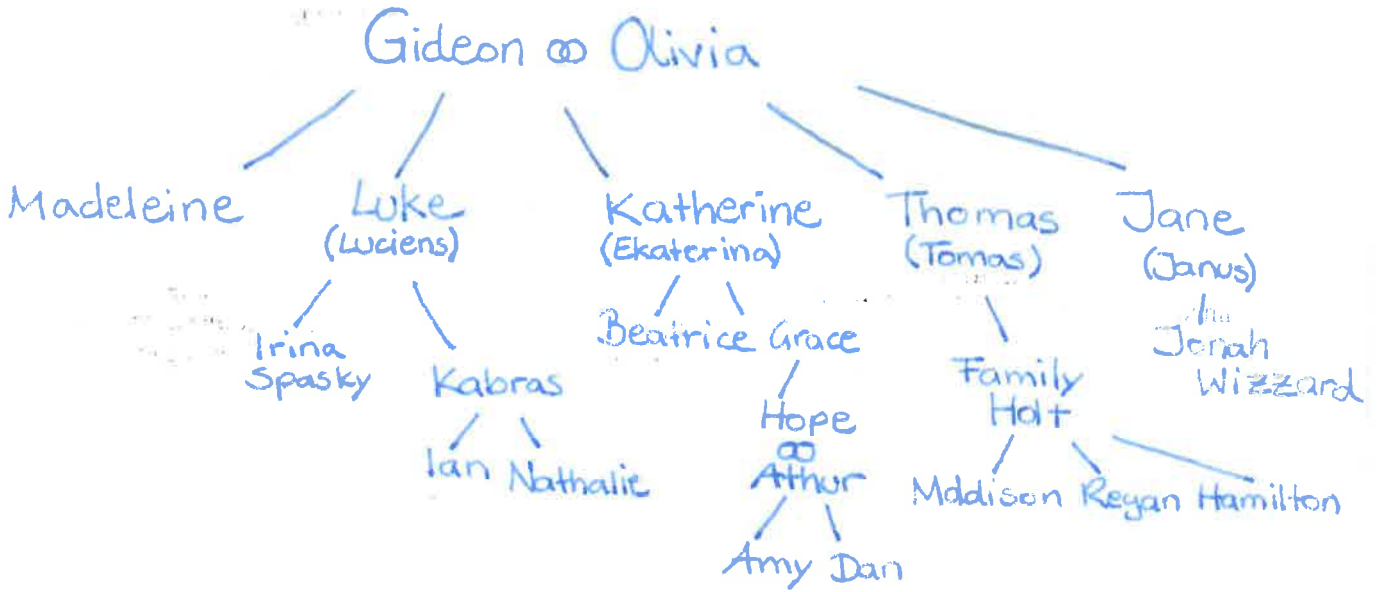 Gideon ∞ Olivia
Madeleine Luke Katherine Thomas Jane
(Luciens) (Ekaterina) (Tomas) (Janus)
Beatrice Grace
Irina
Spasky
Jonah
Wizzard
Kabras
Family
Holt
Hope
∞
Athur
Ian Nathalie
Maddison Reyan Hamilton
Amy Dan